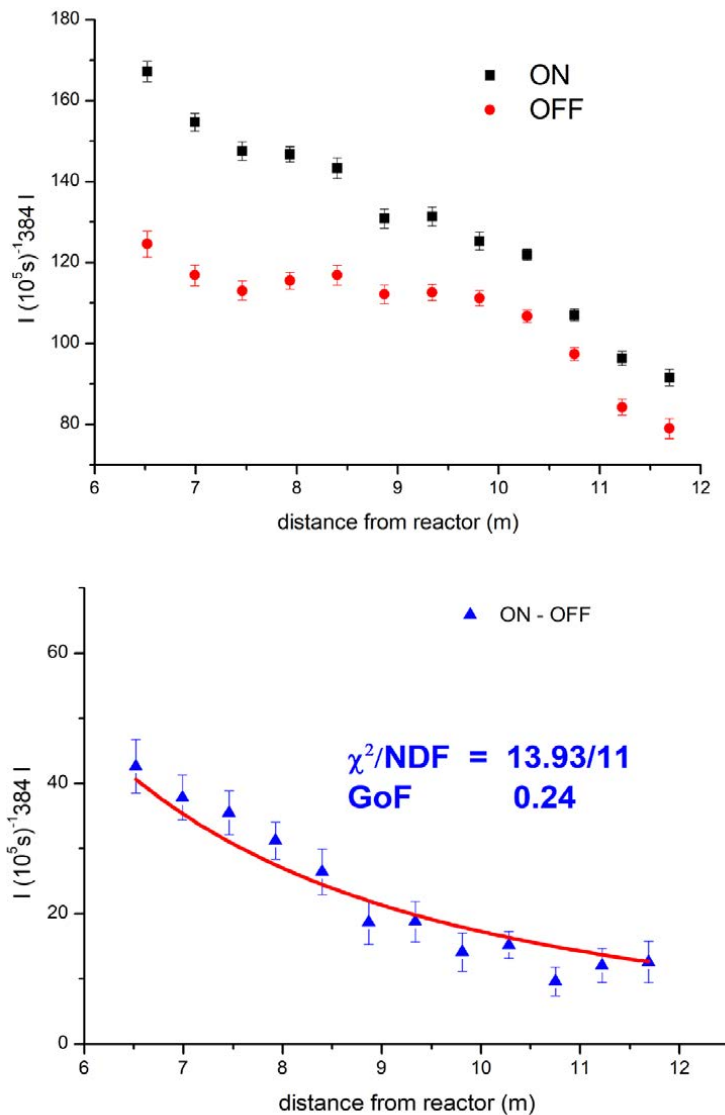 180
160
140
120
100
80
I (10⁵s)⁻¹384 l
ON
OFF
6 7 8 9 10 11 12
distance from reactor (m)
60
40
20
0
I (10⁵s)⁻¹384 l
ON - OFF
χ²/NDF = 13.93/11
GoF 0.24
6 7 8 9 10 11 12
distance from reactor (m)